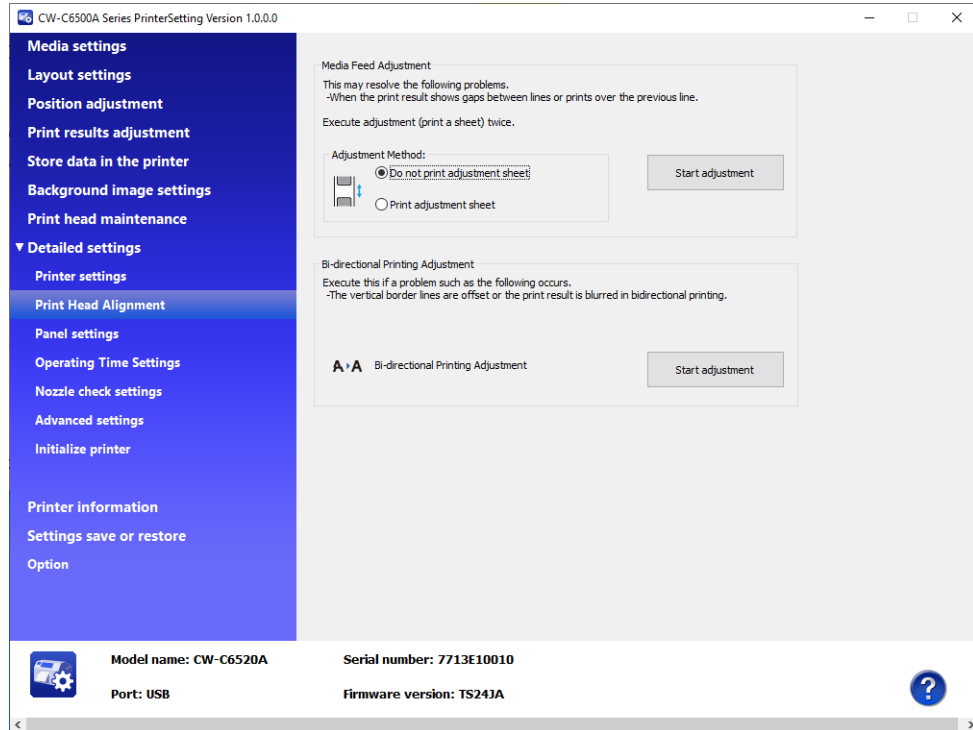 CW-C6500A Series PrinterSetting Version 1.0.0.0
Media settings
Layout settings
Position adjustment
Print results adjustment
Store data in the printer
Background image settings
Print head maintenance
Detailed settings
Printer settings
Print Head Alignment
Panel settings
Operating Time Settings
Nozzle check settings
Advanced settings
Initialize printer
Printer information
Settings save or restore
Option
Media Feed Adjustment
This may resolve the following problems.
-When the print result shows gaps between lines or prints over the previous line.
Execute adjustment (print a sheet) twice.
Adjustment Method:
Do not print adjustment sheet
Print adjustment sheet
Start adjustment
Bi-directional Printing Adjustment
Execute this if a problem such as the following occurs.
-The vertical border lines are offset or the print result is blurred in bidirectional printing.
A A Bi-directional Printing Adjustment
Start adjustment
Model name: CW-C6520A
Serial number: 7713E10010
Port: USB
Firmware version: TS24JA
?